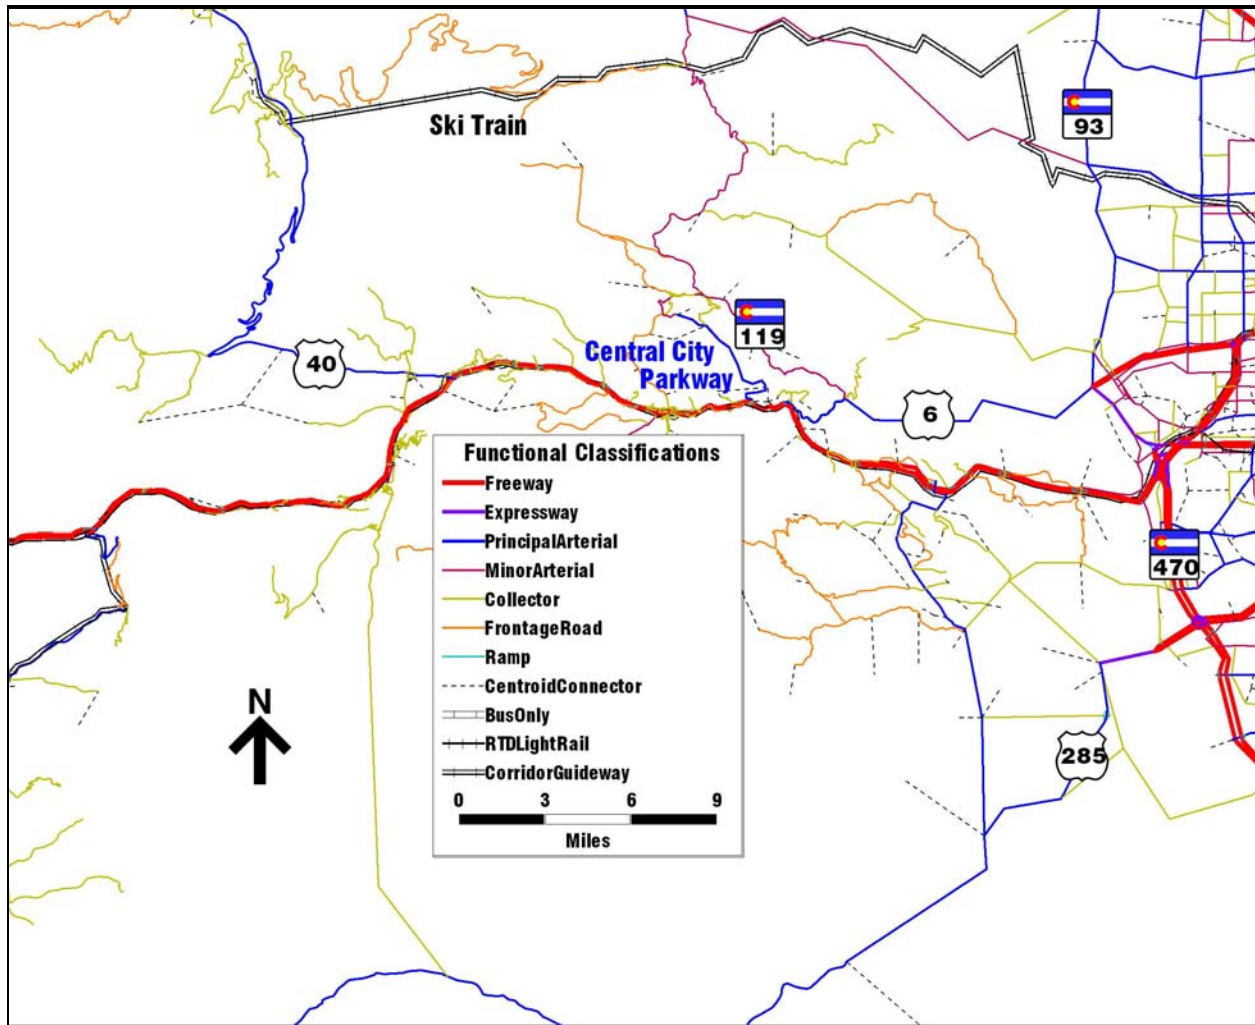 93
Ski Train
119
Central City
Parkway
40
6
Functional Classifications
Freeway
Expressway
PrincipalArterial
MinorArterial
Collector
FrontageRoad
Ramp
CentroidConnector
BusOnly
RTDLightRail
CorridorGuideway
0 3 6 9
Miles
470
N
285